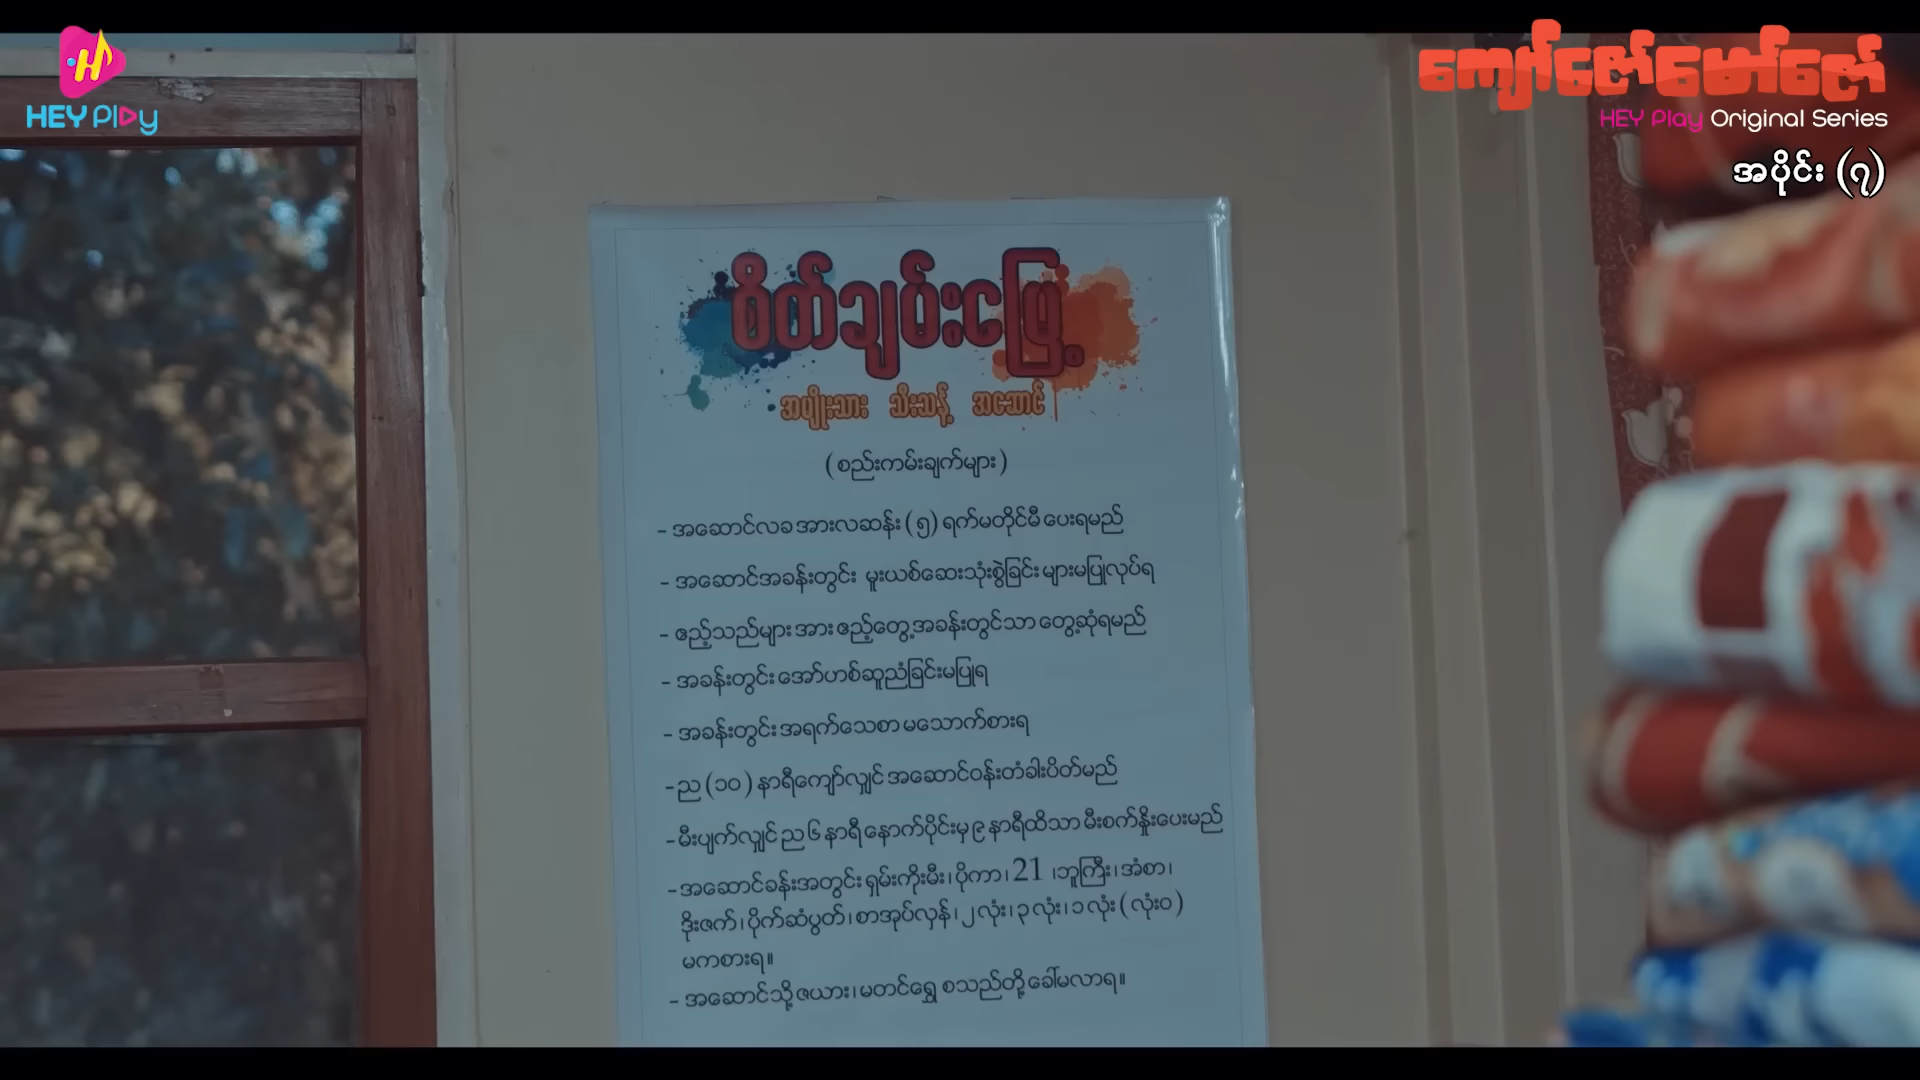 HEY Play
ကျော်ဇော်မော်ဇော်
HEY Play Original Series
အပိုင်း (၇)
စိတ်ချမ်းမြေ့
အမျိုးသား သီးသန့် အဆောင်
(စည်းကမ်းချက်များ)
- အဆောင်လခအားလဆန်း (၅) ရက်မတိုင်မီ ပေးရမည်
- အဆောင်အခန်းတွင်း မူးယစ်ဆေးသုံးစွဲခြင်းများမပြုလုပ်ရ
- ဧည့်သည်များအား ဧည့်တွေ့အခန်းတွင်သာ တွေ့ဆုံရမည်
- အခန်းတွင်း အော်ဟစ်ဆူညံခြင်းမပြုရ
- အခန်းတွင်း အရက်သေစာ မသောက်စားရ
- ည (၁၀) နာရီကျော်လျှင် အဆောင်ဝန်းတံခါးပိတ်မည်
- မီးပျက်လျှင် ည ၆ နာရီနောက်ပိုင်းမှ ၉ နာရီထိသာ မီးစက်နှိုးပေးမည်
- အဆောင်ခန်းအတွင်း ရှမ်းကိုးမီး ၊ ပိုကာ ၊ 21 ၊ဘူကြီး ၊ အံစာ ၊
ဒိုးဇက် ၊ ပိုက်ဆံပွတ် ၊ စာအုပ်လှန် ၊ ၂ လုံး ၊ ၃ လုံး ၊ ၁ လုံး ( လုံးဝ )
မကစားရ။
- အဆောင်သို့ ဇယား ၊ မတင်ရွှေ စသည်တို့ ခေါ်မလာရ။